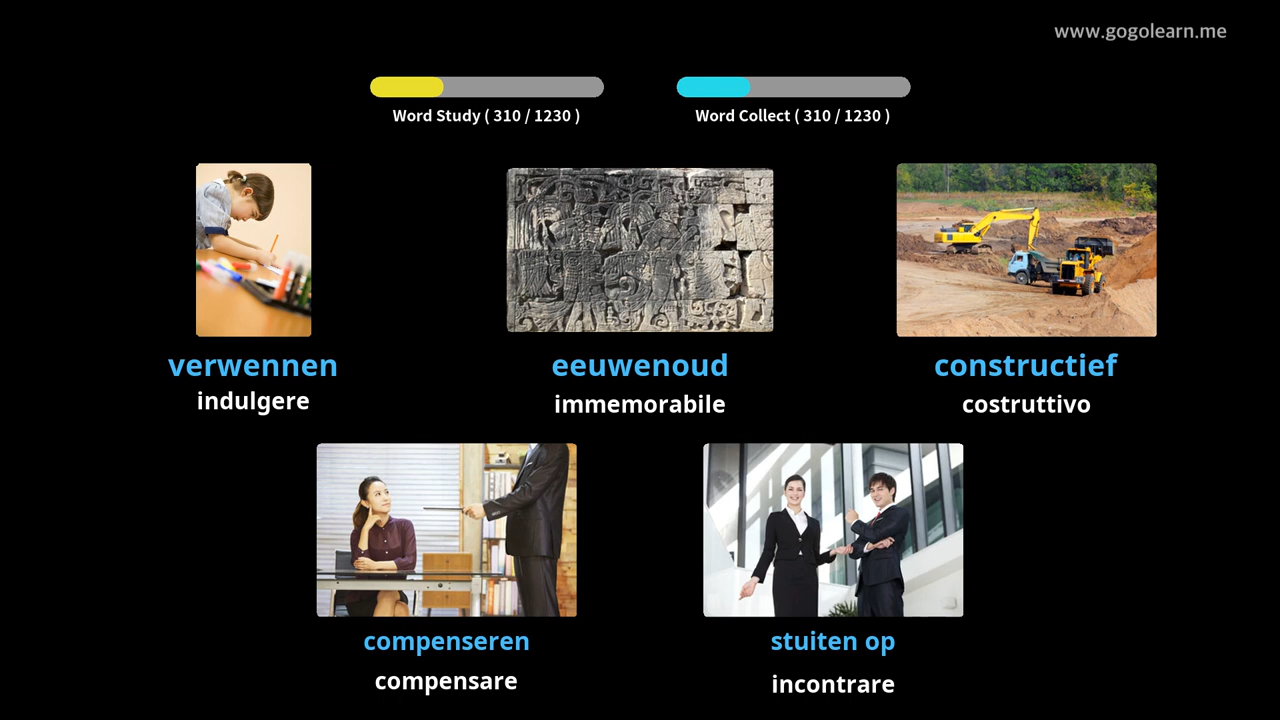 www.gogolearn.me
Word Study ( 310 / 1230 )
Word Collect ( 310 / 1230 )
verwennen
indulgere
eeuwenoud
immemorabile
constructief
costruttivo
compenseren
compensare
stuiten op
incontrare